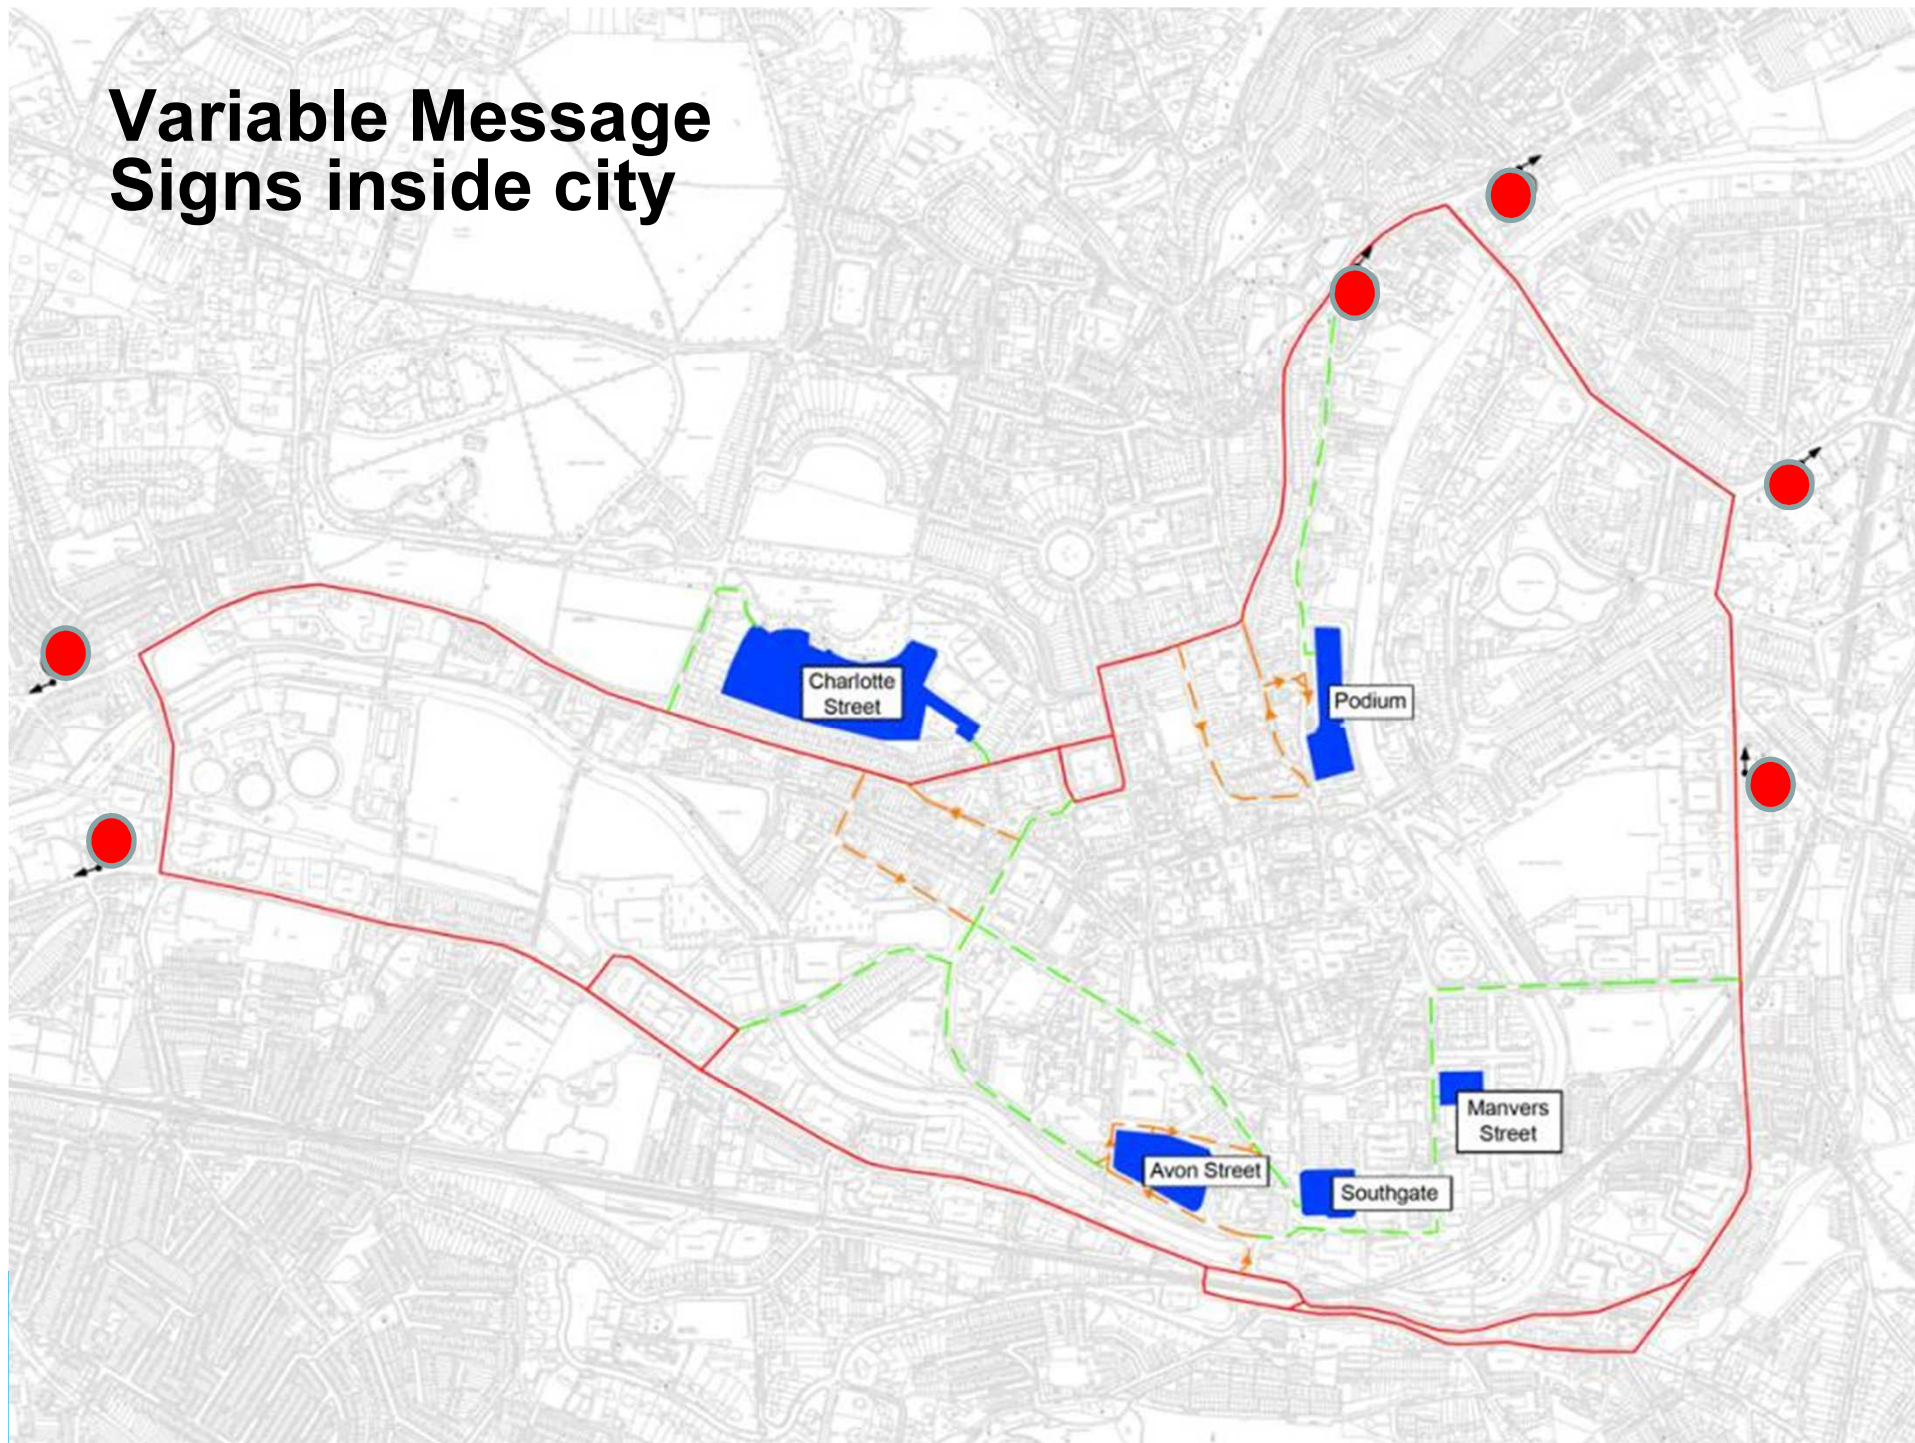 Variable Message
Signs inside city
Charlotte
Street
Podium
Manvers
Street
Avon Street
Southgate